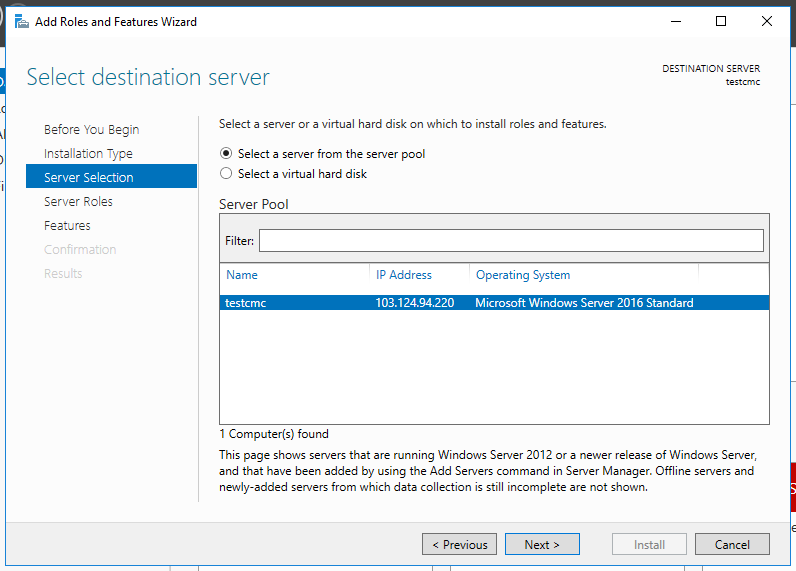 Add Roles and Features Wizard
Select destination server
DESTINATION SERVER
testcmc
Before You Begin
Installation Type
Server Selection
Server Roles
Features
Confirmation
Results
Select a server or a virtual hard disk on which to install roles and features.
Select a server from the server pool
Select a virtual hard disk
Server Pool
Filter:
Name IP Address Operating System
testcmc 103.124.94.220 Microsoft Windows Server 2016 Standard
1 Computer(s) found
This page shows servers that are running Windows Server 2012 or a newer release of Windows Server,
and that have been added by using the Add Servers command in Server Manager. Offline servers and
newly-added servers from which data collection is still incomplete are not shown.
< Previous Next > Install Cancel